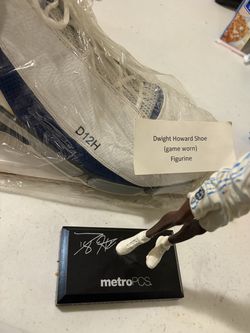 D12H
Dwight Howard Shoe
(game worn)
Figurine
metroPCS.